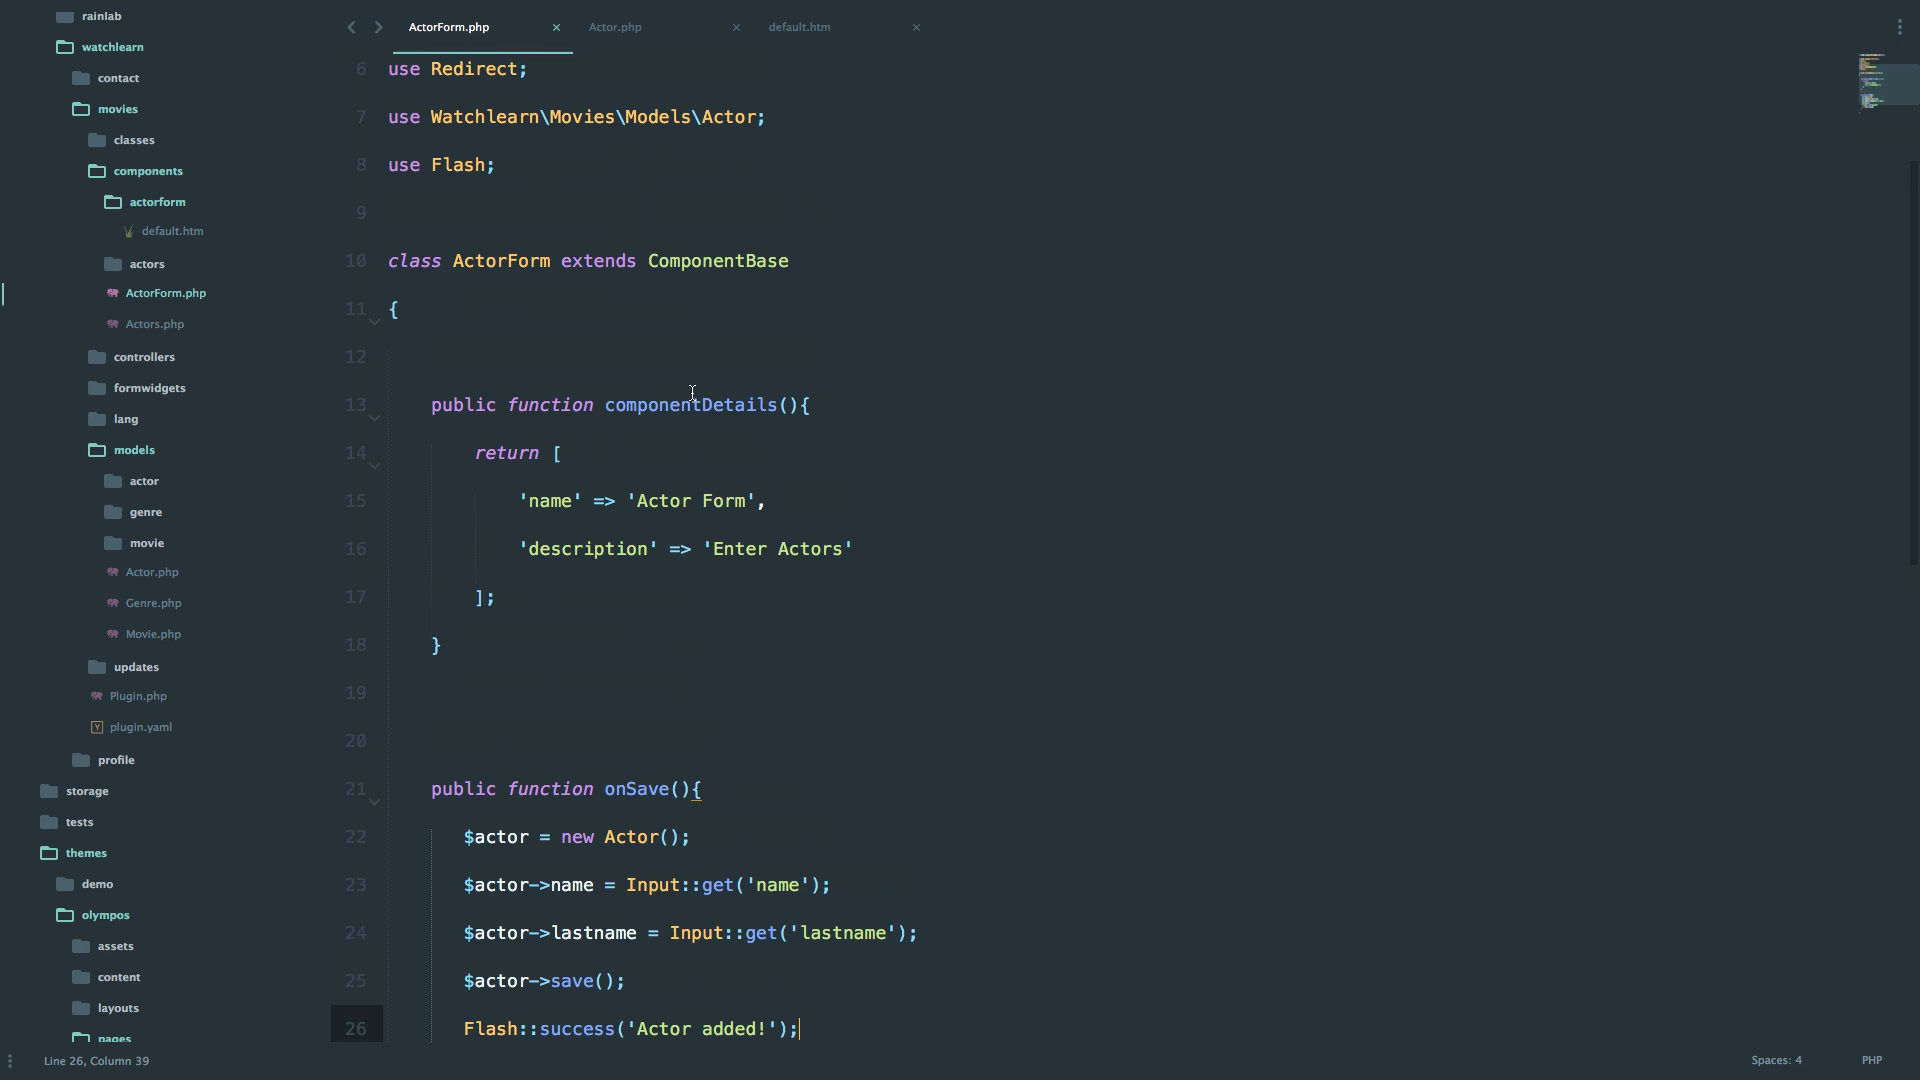 rainlab
watchlearn
contact
movies
classes
components
actorform
default.htm
actors
ActorForm.php
Actors.php
controllers
formwidgets
lang
models
actor
genre
movie
Actor.php
Genre.php
Movie.php
updates
Plugin.php
Y plugin.yaml
profile
storage
tests
themes
demo
olympos
assets
content
layouts
pages
ActorForm.php × Actor.php × default.htm ×
6 use Redirect;
7 use Watchlearn\Movies\Models\Actor;
8 use Flash;
9
10 class ActorForm extends ComponentBase
11 {
12
13 public function componentDetails(){
14 return [
15 'name' => 'Actor Form',
16 'description' => 'Enter Actors'
17 ];
18 }
19
20
21 public function onSave(){
22 $actor = new Actor();
23 $actor->name = Input::get('name');
24 $actor->lastname = Input::get('lastname');
25 $actor->save();
26 Flash::success('Actor added!');
Line 26, Column 39
Spaces: 4
PHP